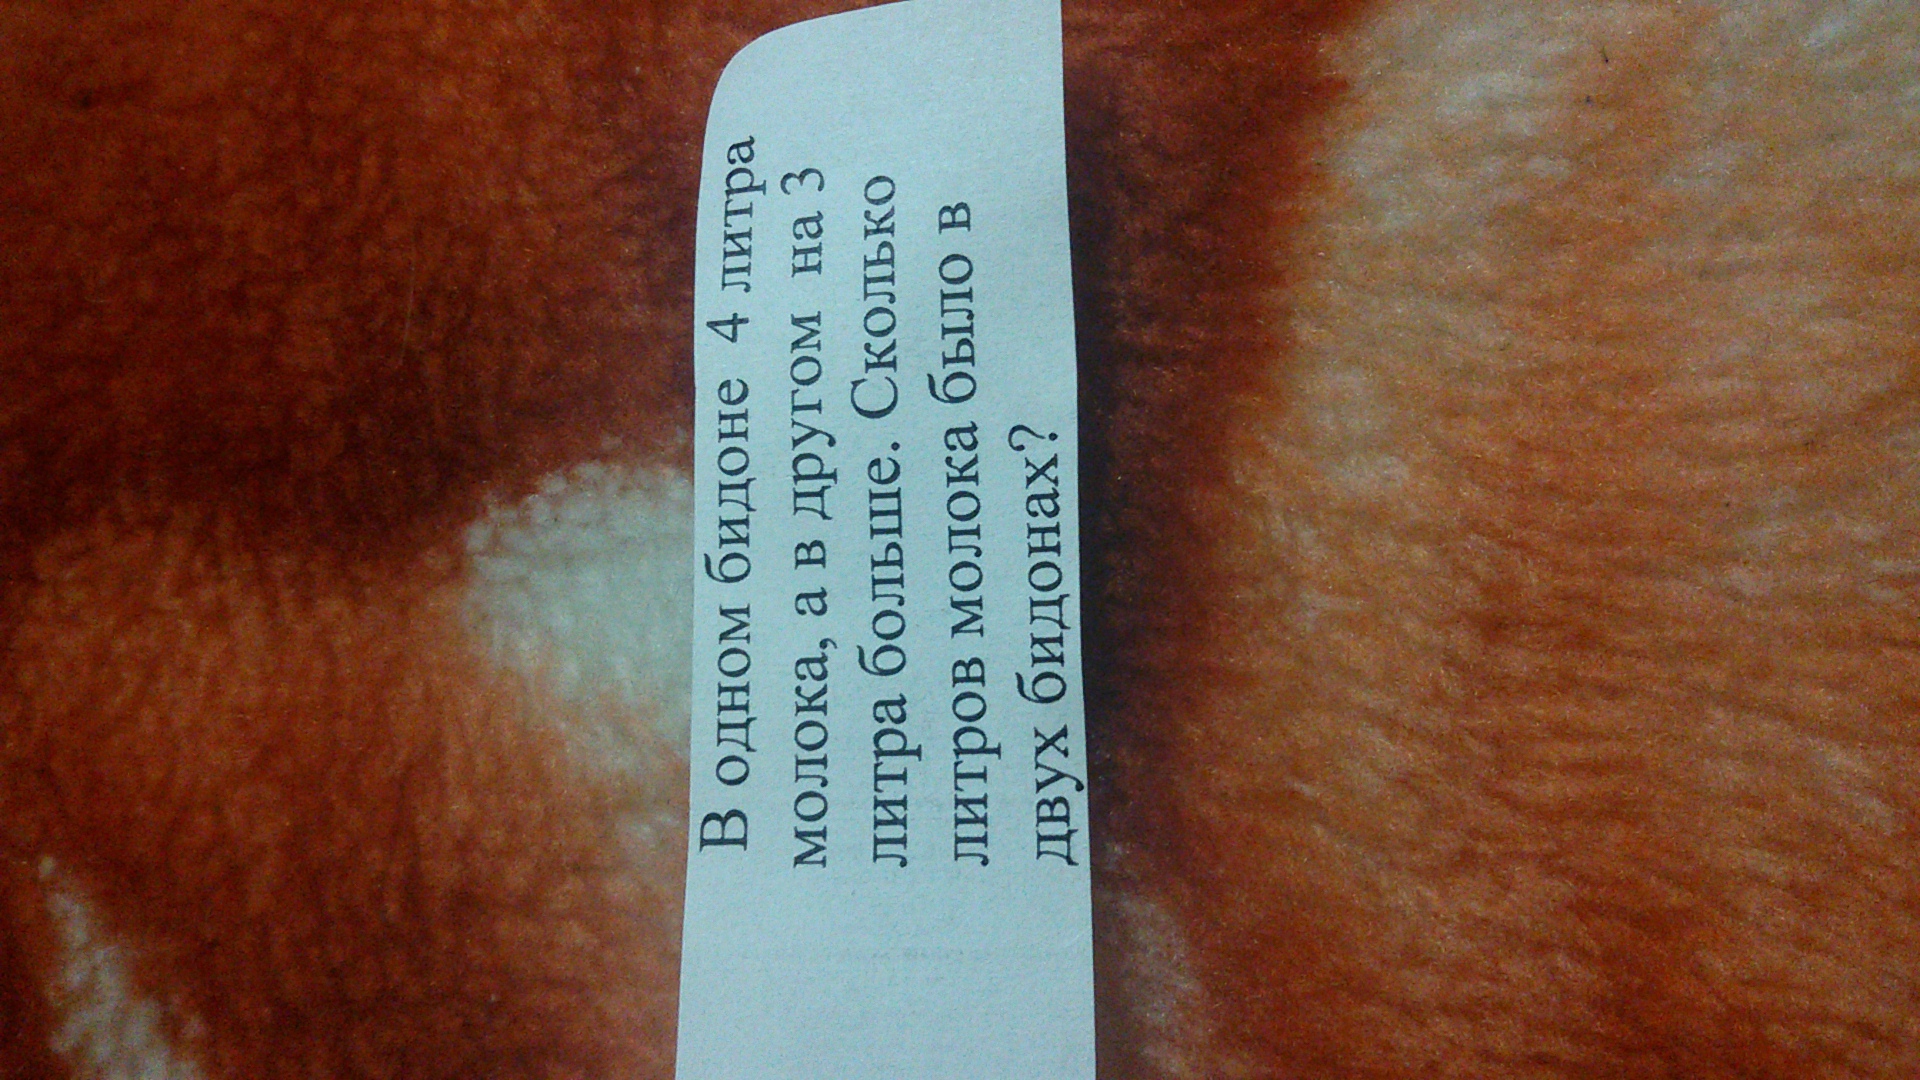 В одном бидоне 4 литра
молока, а в другом на 3
литра больше. Сколько
литров молока было в
двух бидонах?